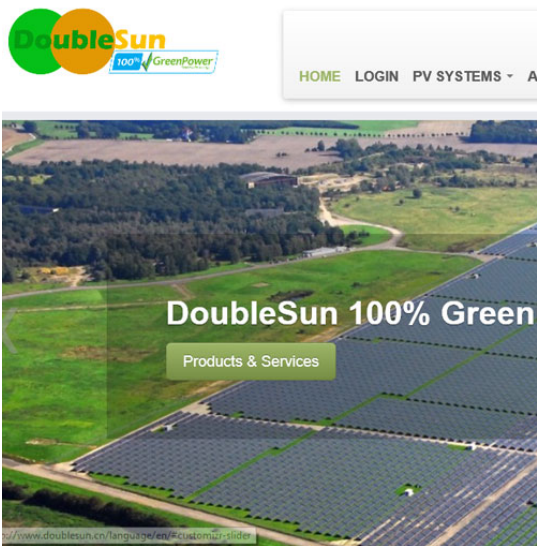 DoubleSun
100% GreenPower
HOME LOGIN PV SYSTEMS A
DoubleSun 100% Green
Products & Services
://www.doublesun.cn/language/en/#customizr-slider